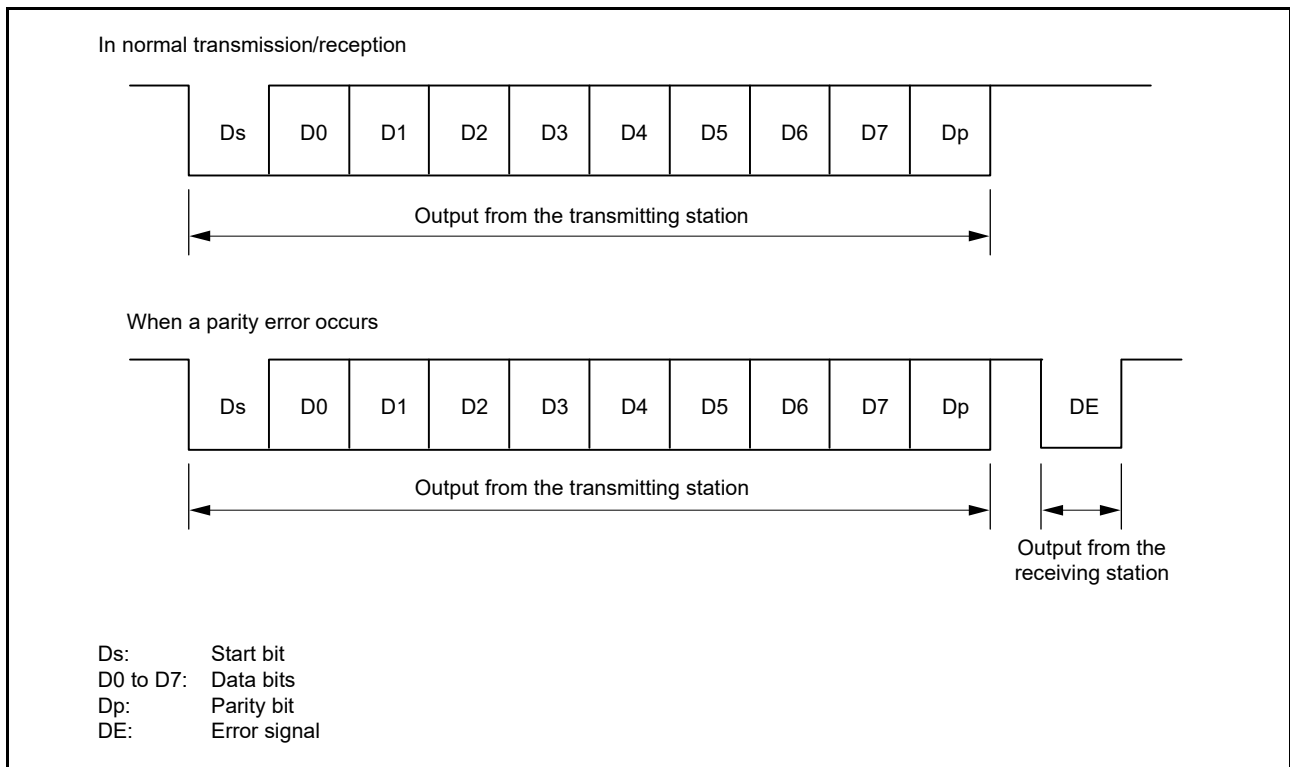 In normal transmission/reception
Ds D0 D1 D2 D3 D4 D5 D6 D7 Dp
Output from the transmitting station
When a parity error occurs
Ds D0 D1 D2 D3 D4 D5 D6 D7 Dp DE
Output from the transmitting station
Output from the
receiving station
Ds: Start bit
D0 to D7: Data bits
Dp: Parity bit
DE: Error signal